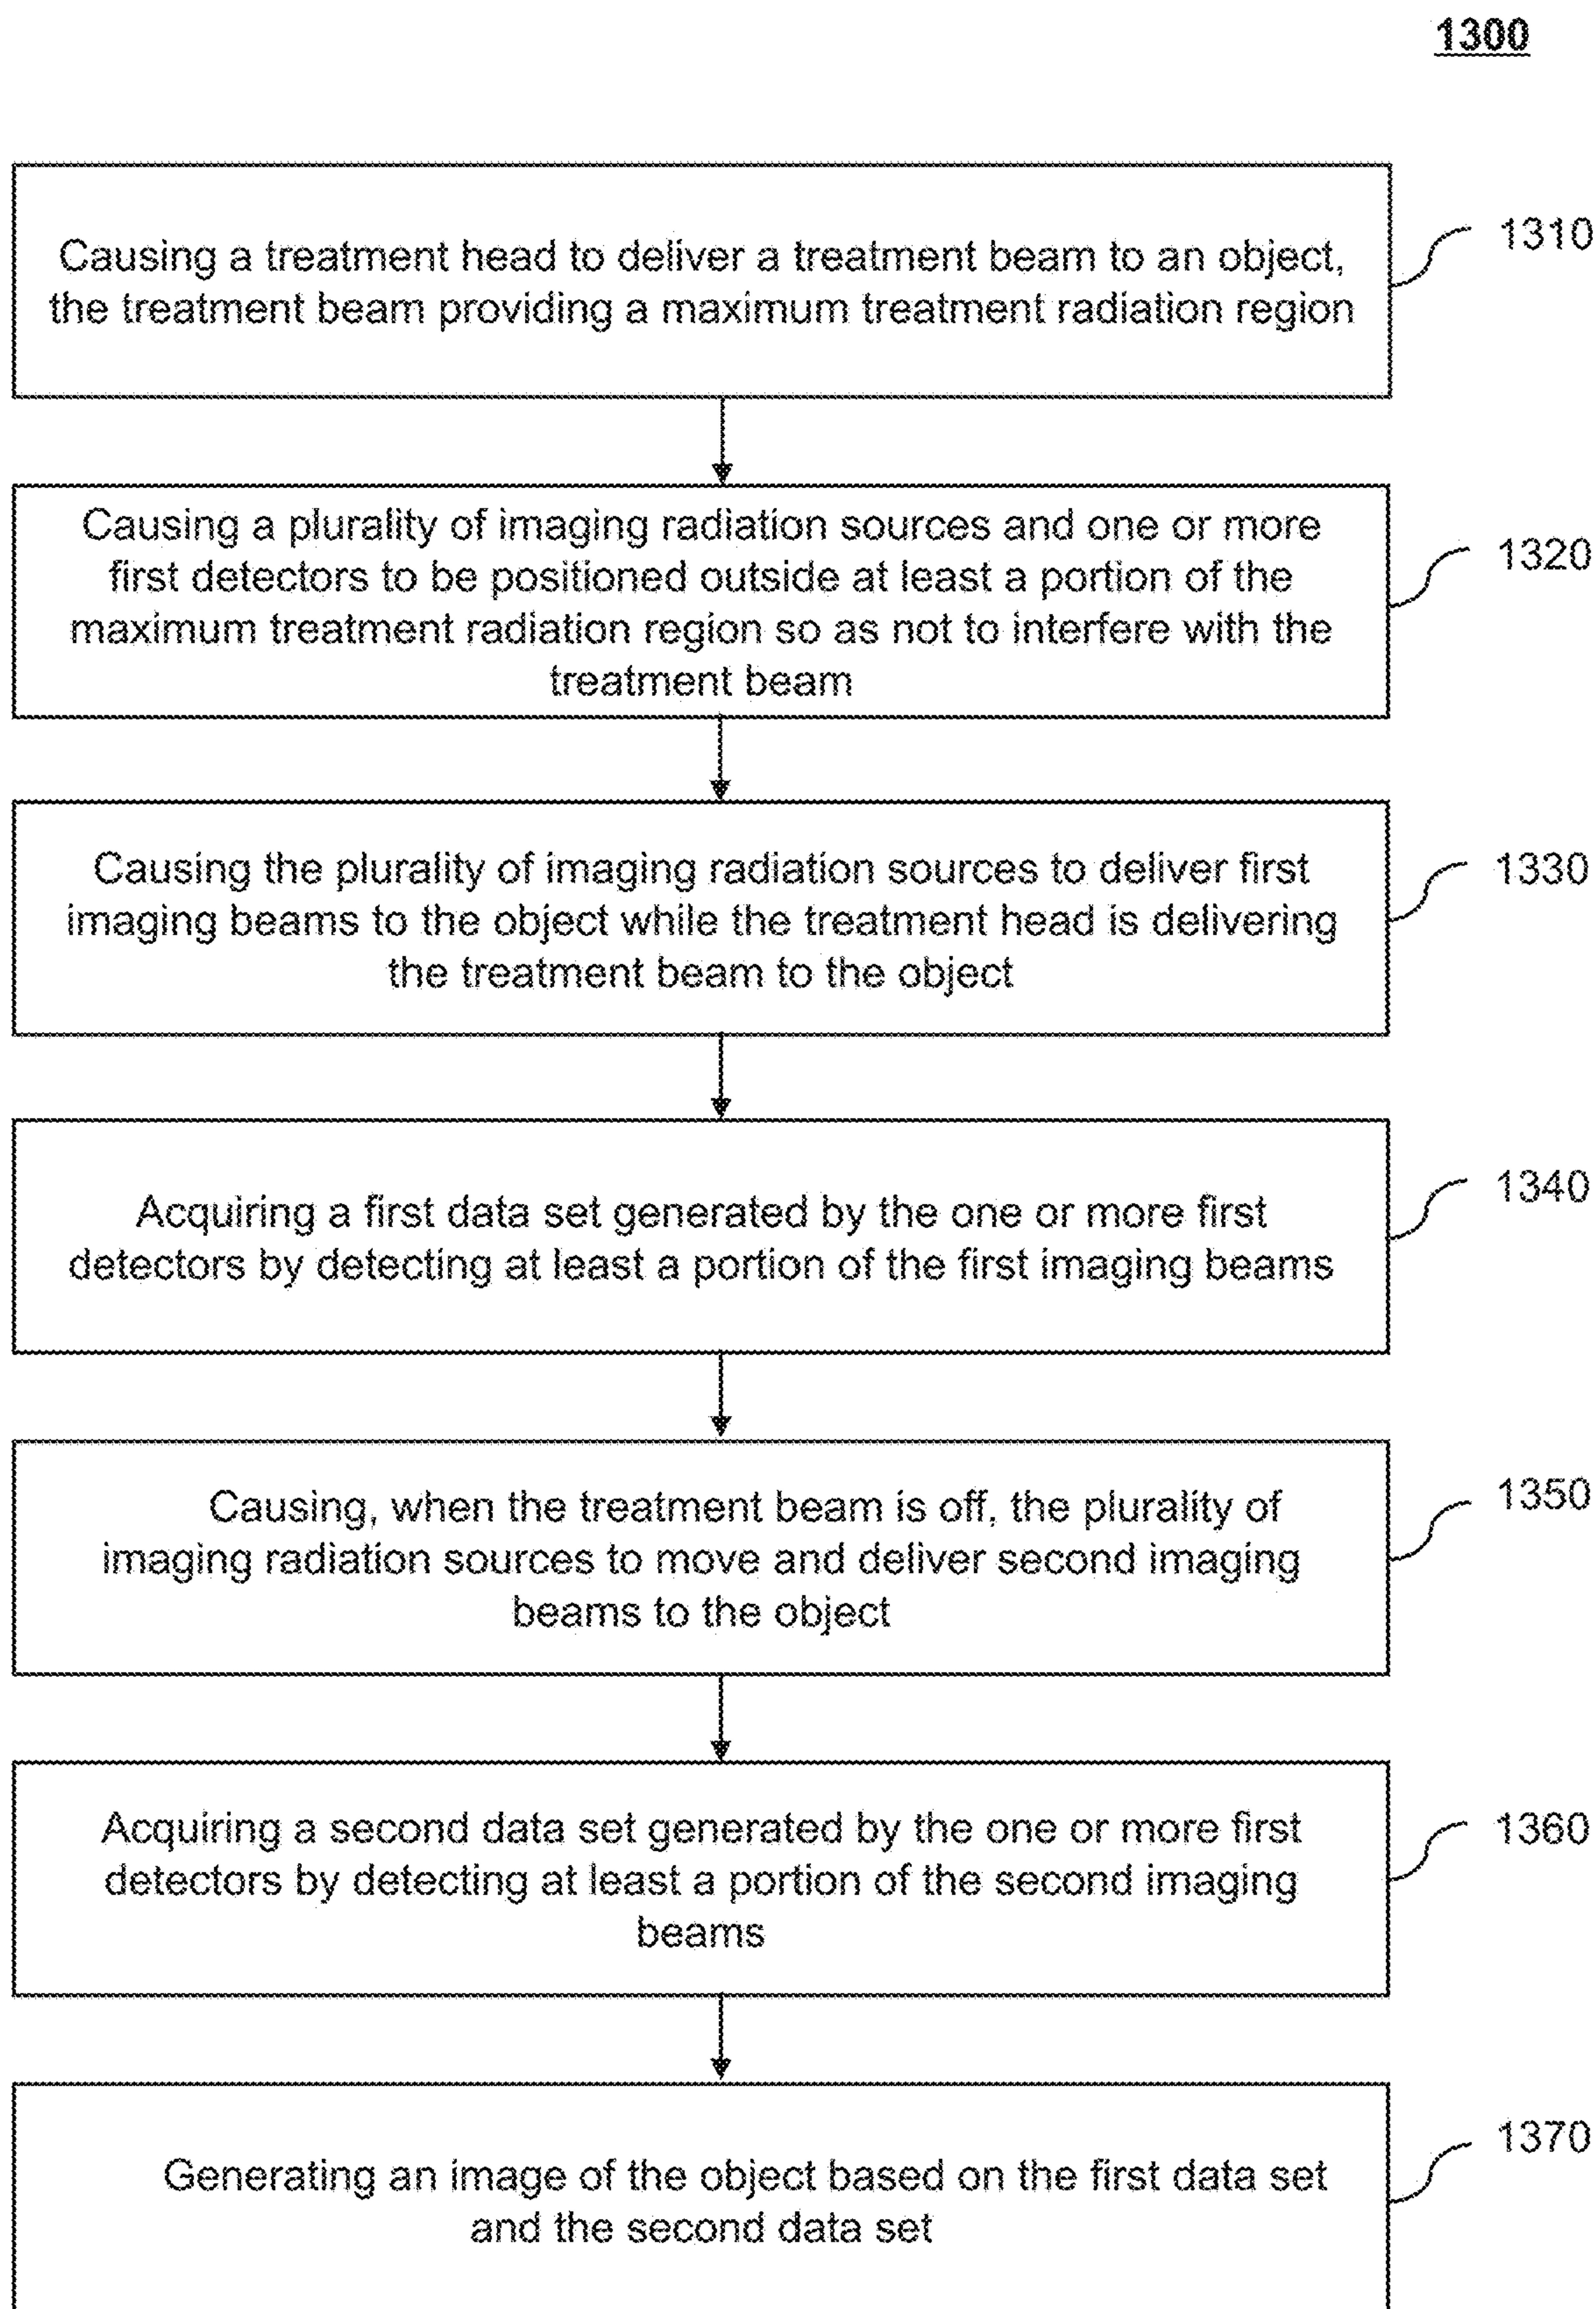 1300
Causing a treatment head to deliver a treatment beam to an object,
the treatment beam providing a maximum treatment radiation region
1310
Causing a plurality of imaging radiation sources and one or more
first detectors to be positioned outside at least a portion of the
maximum treatment radiation region so as not to interfere with the
treatment beam
1320
Causing the plurality of imaging radiation sources to deliver first
imaging beams to the object while the treatment head is delivering
the treatment beam to the object
1330
Acquiring a first data set generated by the one or more first
detectors by detecting at least a portion of the first imaging beams
1340
Causing, when the treatment beam is off, the plurality of
imaging radiation sources to move and deliver second imaging
beams to the object
1350
Acquiring a second data set generated by the one or more first
detectors by detecting at least a portion of the second imaging
beams
1360
Generating an image of the object based on the first data set
and the second data set
1370